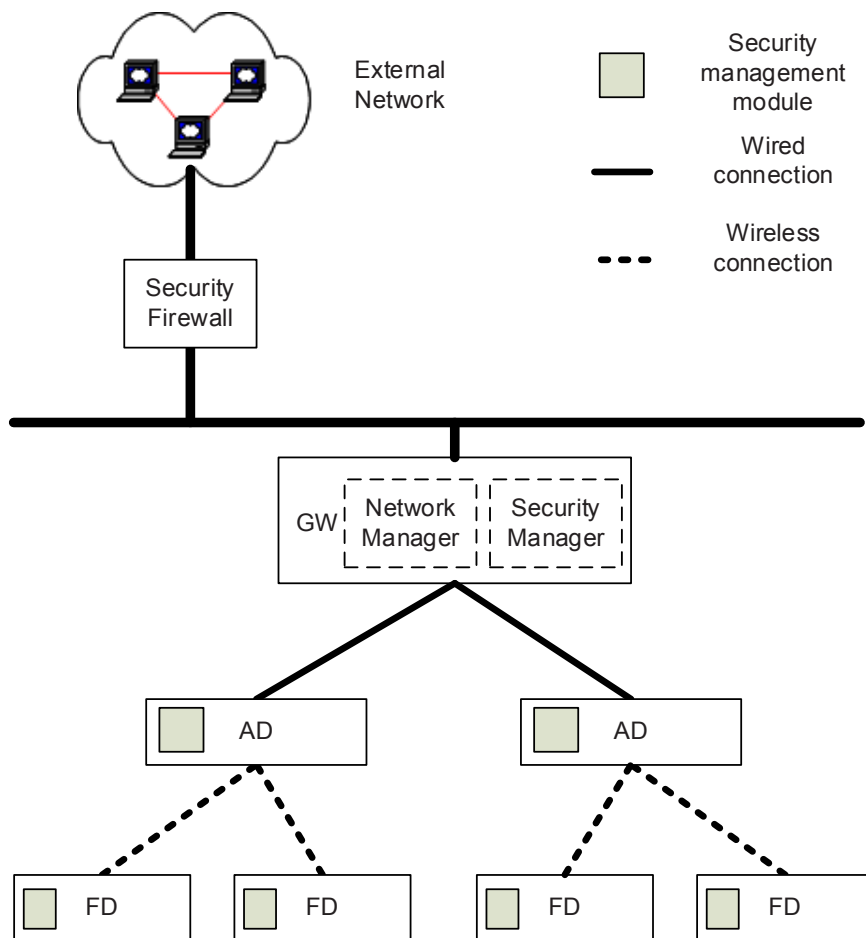 External
Network
Security
management
module
Wired
connection
Wireless
connection
Security
Firewall
GW
Network
Manager
Security
Manager
AD
AD
FD
FD
FD
FD